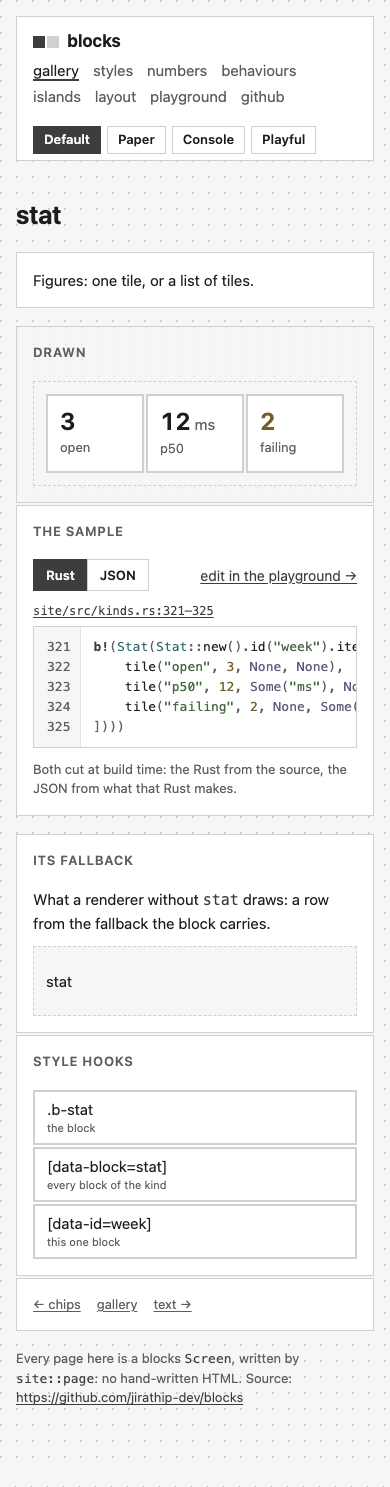 blocks
gallery styles numbers behaviours
islands layout playground github
Default Paper Console Playful
stat
Figures: one tile, or a list of tiles.
DRAWN
3 12 ms 2
open p50 failing
THE SAMPLE
Rust JSON edit in the playground →
site/src/kinds.rs:321–325
321 b!(Stat(Stat::new().id("week").ite
322 tile("open", 3, None, None),
323 tile("p50", 12, Some("ms"), No
324 tile("failing", 2, None, Some(
325 ])))
Both cut at build time: the Rust from the source, the
JSON from what that Rust makes.
ITS FALLBACK
What a renderer without stat draws: a row
from the fallback the block carries.
stat
STYLE HOOKS
.b-stat
the block
[data-block=stat]
every block of the kind
[data-id=week]
this one block
← chips gallery text →
Every page here is a blocks Screen, written by
site::page: no hand-written HTML. Source:
https://github.com/jirathip-dev/blocks